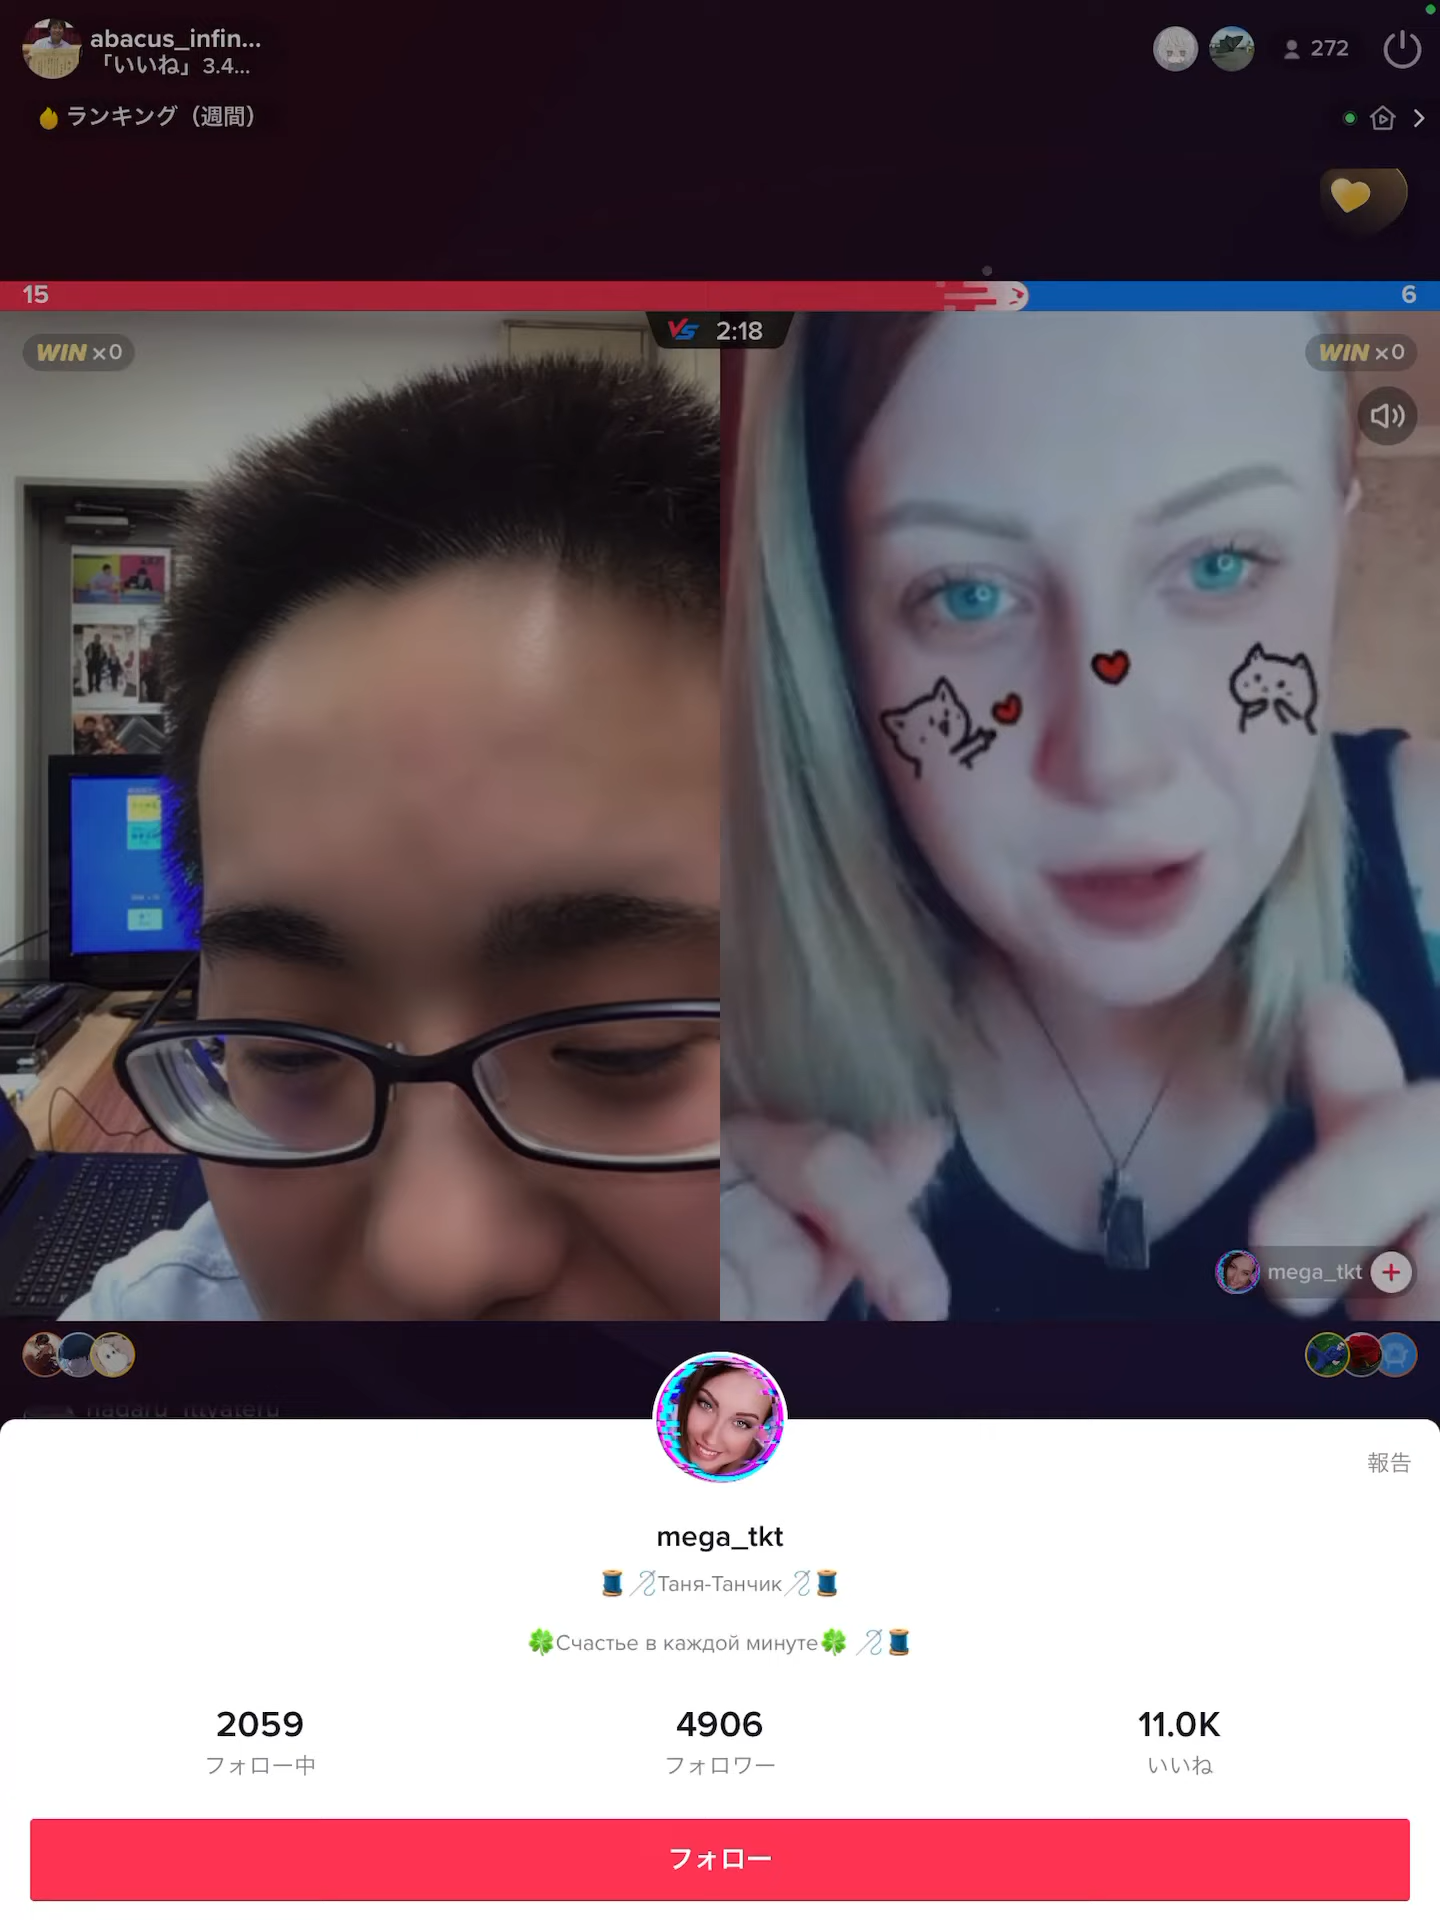 abacus_infin...
「いいね」3.4...
272
ランキング（週間）
15
6
VS 2:18
WIN ×0
WIN ×0
mega_tkt
報告
mega_tkt
Таня-Танчик
Счастье в каждой минуте
2059
4906
11.0K
フォロー中
フォロワー
いいね
フォロー